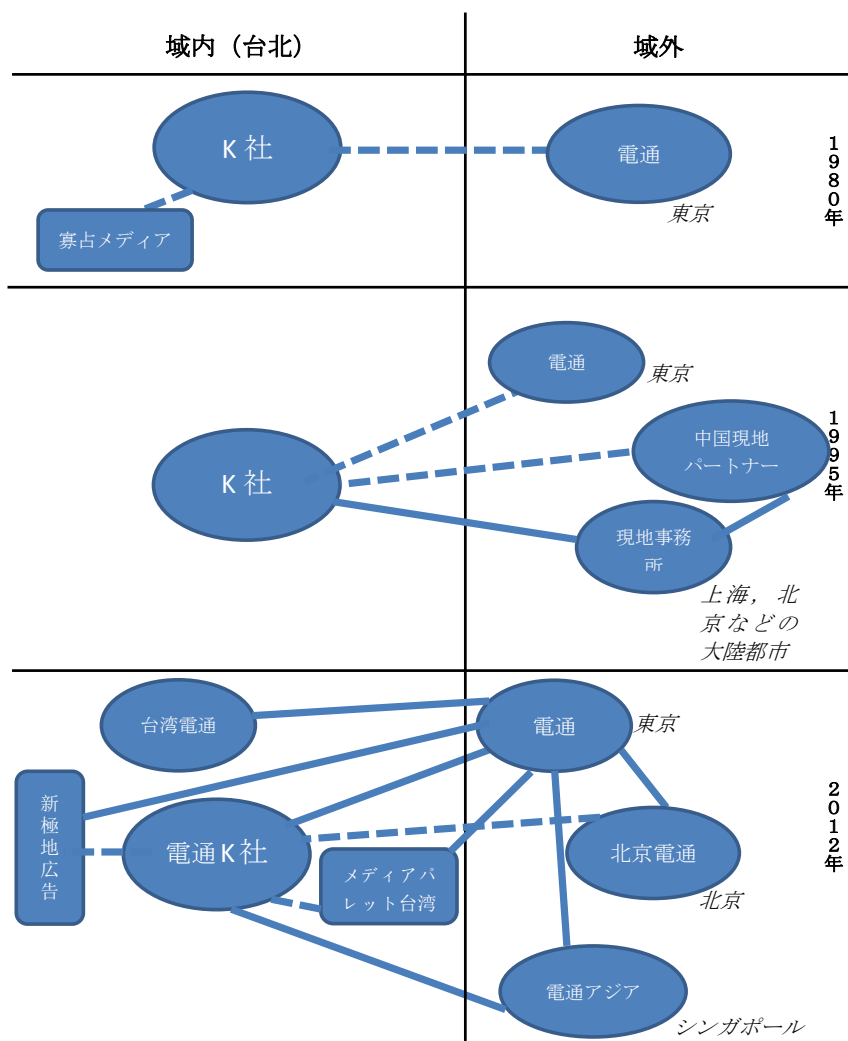 域内（台北）
域外
K 社
電通
東京
寡占メディア
1980年
電通
東京
中国現地
パートナー
K 社
現地事務
所
上海，北
京などの
大陸都市
1995年
台湾電通
電通
東京
新極地広告
電通K社
メディアパ
レット台湾
北京電通
北京
電通アジア
シンガポール
2012年